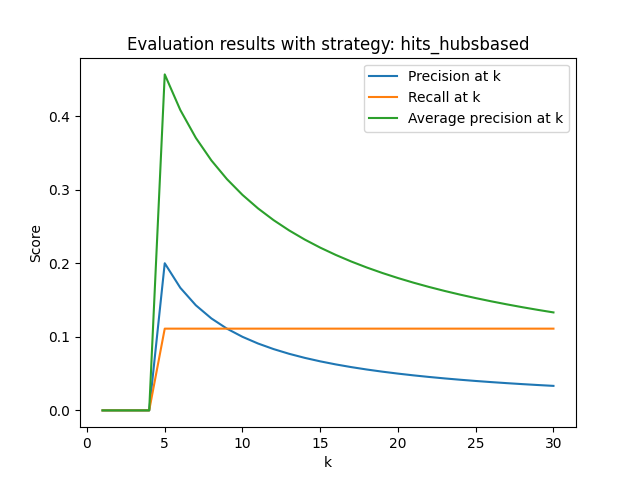 Evaluation results with strategy: hits_hubsbased
Precision at k
Recall at k
Average precision at k
Score
0.4
0.3
0.2
0.1
0.0
0 5 10 15 20 25 30
k